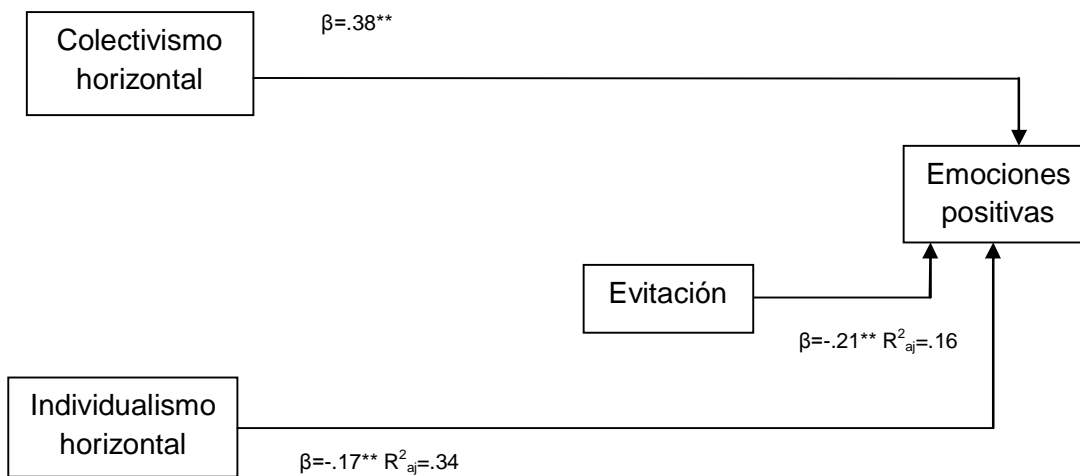 β=.38**
Colectivismo
horizontal
Emociones
positivas
Evitación
β=-.21** R²aj=.16
Individualismo
horizontal
β=-.17** R²aj=.34